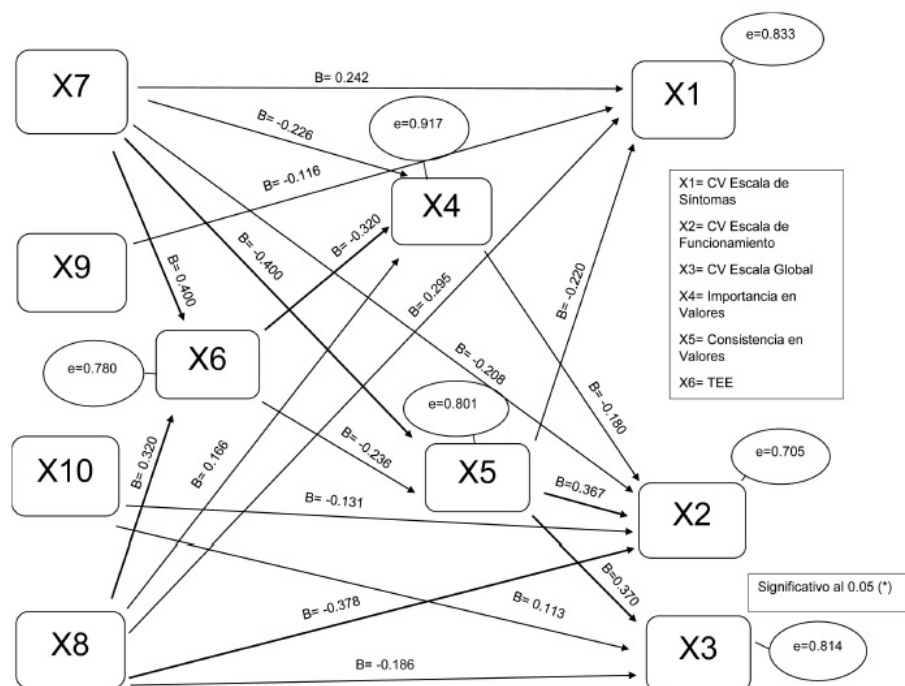 e=0.833
X7
X1
B= 0.242
B= -0.226
e=0.917
B= -0.116
X4
X1= CV Escala de
Síntomas
X2= CV Escala de
Funcionamiento
X3= CV Escala Global
X4= Importancia en
Valores
X5= Consistencia en
Valores
X6= TEE
X9
B= -0.320
B= -0.400
B= 0.400
B= 0.295
B= -0.220
X6
e=0.780
B= -0.208
B= -0.180
e=0.801
X10
B= 0.320
B= 0.166
B= -0.236
X5
e=0.705
B=0.367
X2
B= -0.131
B=0.370
Significativo al 0.05 (*)
X8
B= -0.378
B= 0.113
X3
e=0.814
B= -0.186